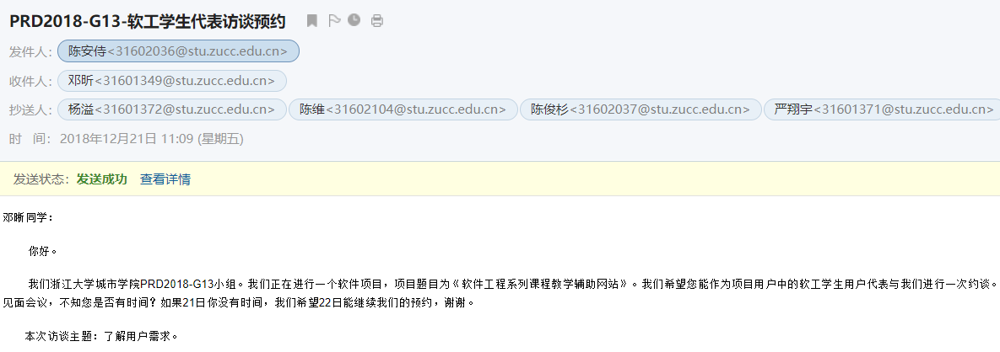 PRD2018-G13-软工学生代表访谈预约
发件人：陈安侍<31602036@stu.zucc.edu.cn>
收件人：邓昕<31601349@stu.zucc.edu.cn>
抄送人：杨溢<31601372@stu.zucc.edu.cn> 陈维<31602104@stu.zucc.edu.cn> 陈俊杉<31602037@stu.zucc.edu.cn> 严翔宇<31601371@stu.zucc.edu.cn>
时 间：2018年12月21日 11:09 (星期五)
发送状态：发送成功 查看详情
邓晰同学：
你好。
我们浙江大学城市学院PRD2018-G13小组。我们正在进行一个软件项目，项目题目为《软件工程系列课程教学辅助网站》。我们希望您能作为项目用户中的软工学生用户代表与我们进行一次约谈。
见面会议，不知您是否有时间？如果21日你没有时间，我们希望22日能继续我们的预约，谢谢。
本次访谈主题：了解用户需求。